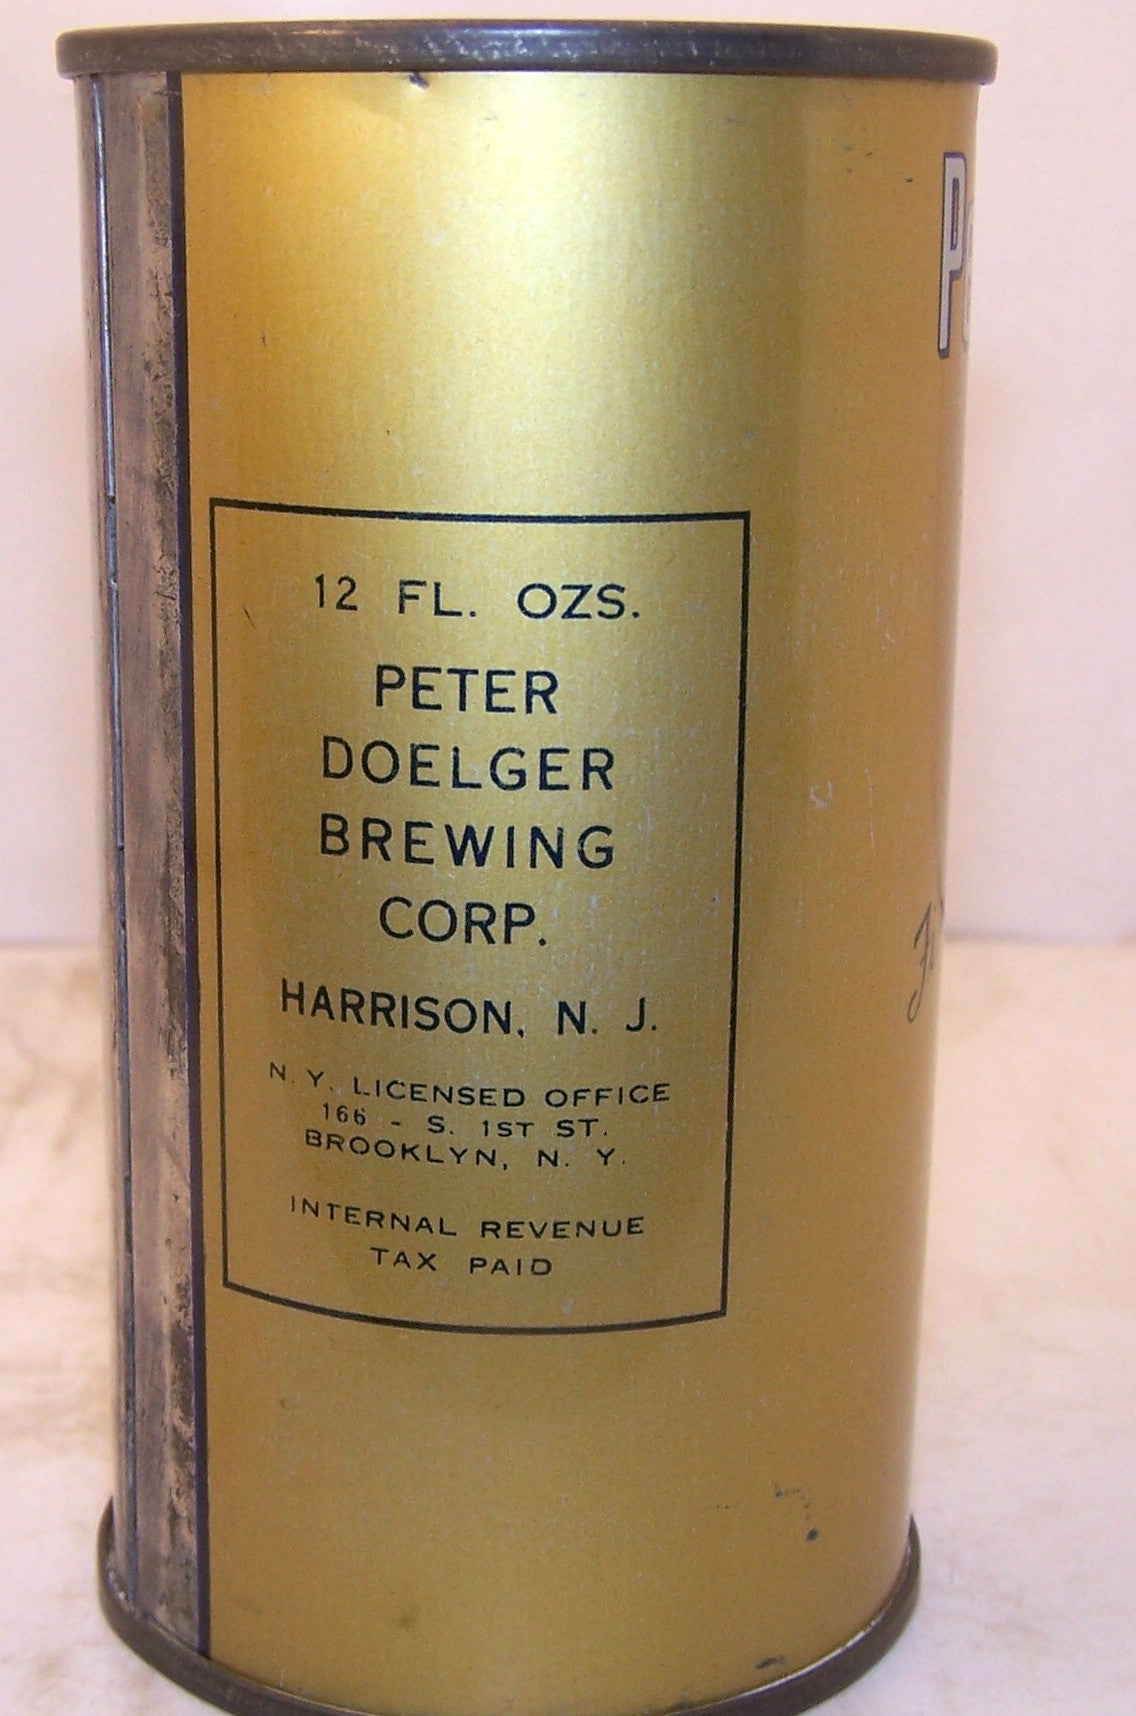 12 FL. OZS.
PETER
DOELGER
BREWING
CORP.
HARRISON, N. J.
N. Y. LICENSED OFFICE
166 - S. 1ST ST.
BROOKLYN, N. Y.
INTERNAL REVENUE
TAX PAID